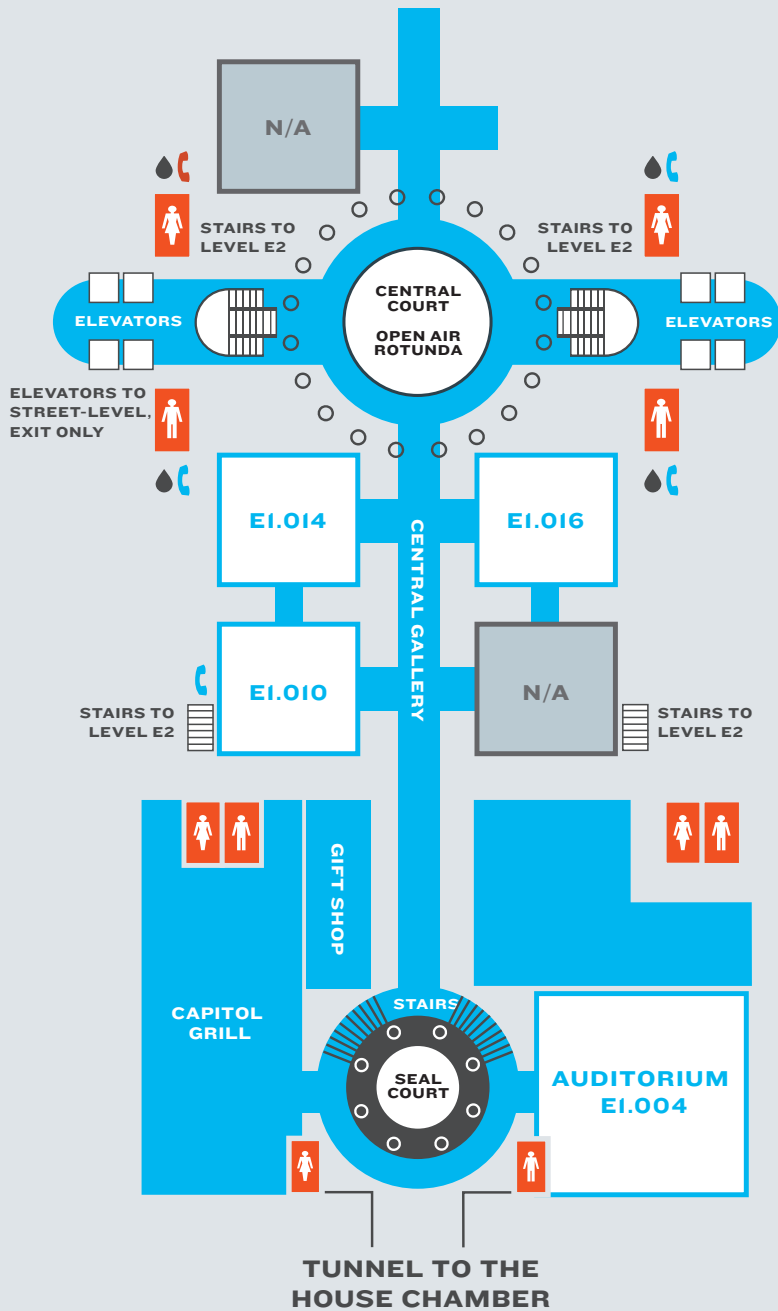 N/A
STAIRS TO
LEVEL E2
STAIRS TO
LEVEL E2
CENTRAL
COURT
OPEN AIR
ROTUNDA
ELEVATORS
ELEVATORS
ELEVATORS TO
STREET-LEVEL,
EXIT ONLY
E1.014
E1.016
CENTRAL GALLERY
E1.010
N/A
STAIRS TO
LEVEL E2
STAIRS TO
LEVEL E2
GIFT SHOP
CAPITOL
GRILL
STAIRS
SEAL
COURT
AUDITORIUM
E1.004
TUNNEL TO THE
HOUSE CHAMBER